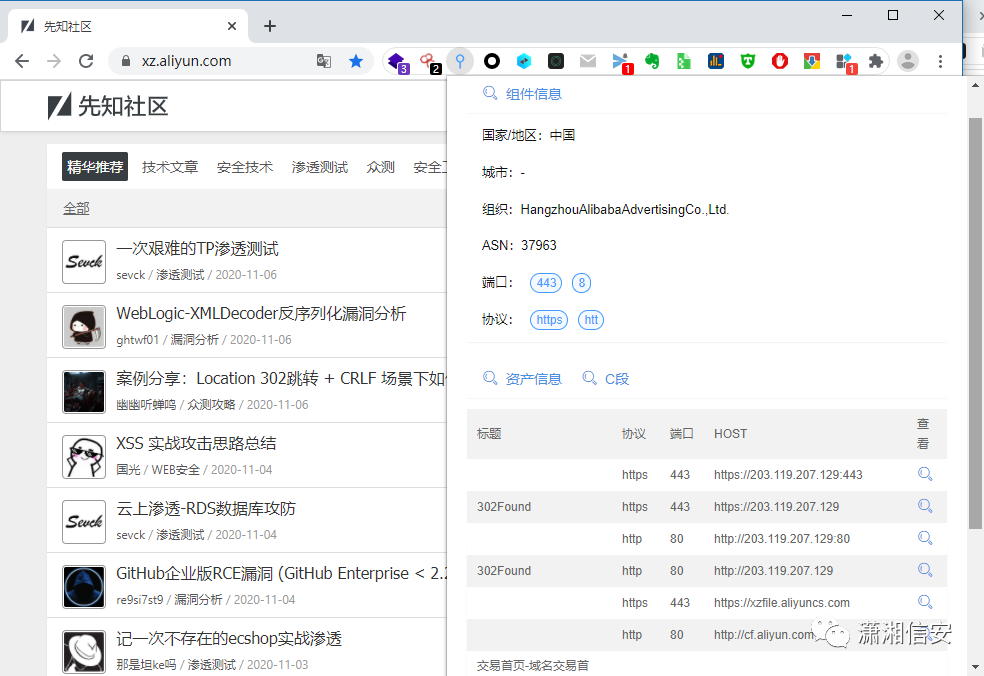 先知社区
xz.aliyun.com
3
2
1
1
先知社区
精华推荐 技术文章 安全技术 渗透测试 众测
全部
一次艰难的TP渗透测试
sevck / 渗透测试 / 2020-11-06
WebLogic-XMLDecoder反序列化漏洞分析
ghtwf01 / 漏洞分析 / 2020-11-06
案例分享：Location 302跳转 + CRLF 场景下如
幽幽听蝉鸣 / 众测攻略 / 2020-11-06
XSS 实战攻击思路总结
国光 / WEB安全 / 2020-11-04
云上渗透-RDS数据库攻防
sevck / 渗透测试 / 2020-11-04
GitHub企业版RCE漏洞 (GitHub Enterprise < 2.2
re9si7st9 / 漏洞分析 / 2020-11-04
记一次不存在的ecshop实战渗透
那是坦ke吗 / 渗透测试 / 2020-11-03
Sevck
Sevck
组件信息
国家/地区：中国
城市：-
组织：HangzhouAlibabaAdvertisingCo.,Ltd.
ASN：37963
端口： 443 8
协议： https htt
资产信息 C段
标题 协议 端口 HOST 查看
https 443 https://203.119.207.129:443
302Found https 443 https://203.119.207.129
http 80 http://203.119.207.129:80
302Found http 80 http://203.119.207.129
https 443 https://xzfile.aliyuncs.com
http 80 http://cf.aliyun.com
交易首页-域名交易首
潇湘信安